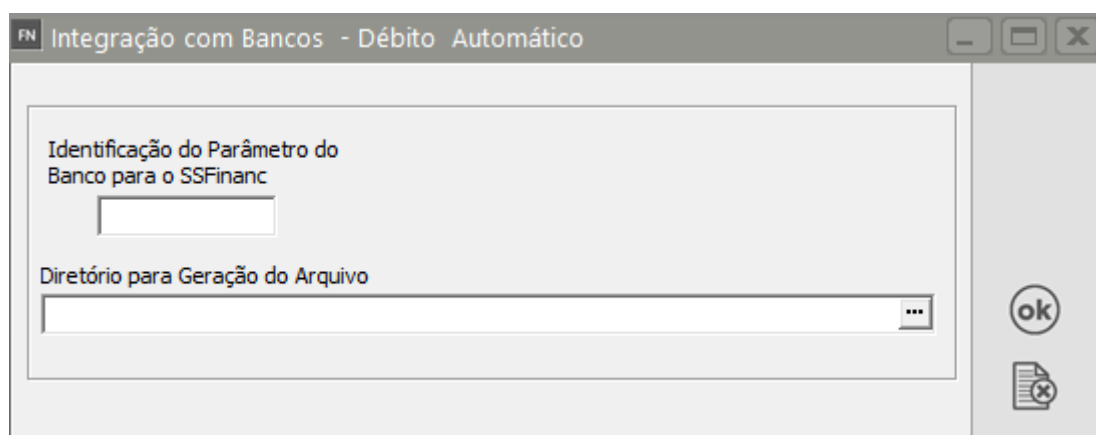 FN Integração com Bancos - Débito Automático
Identificação do Parâmetro do
Banco para o SSFinanc
Diretório para Geração do Arquivo
...
ok